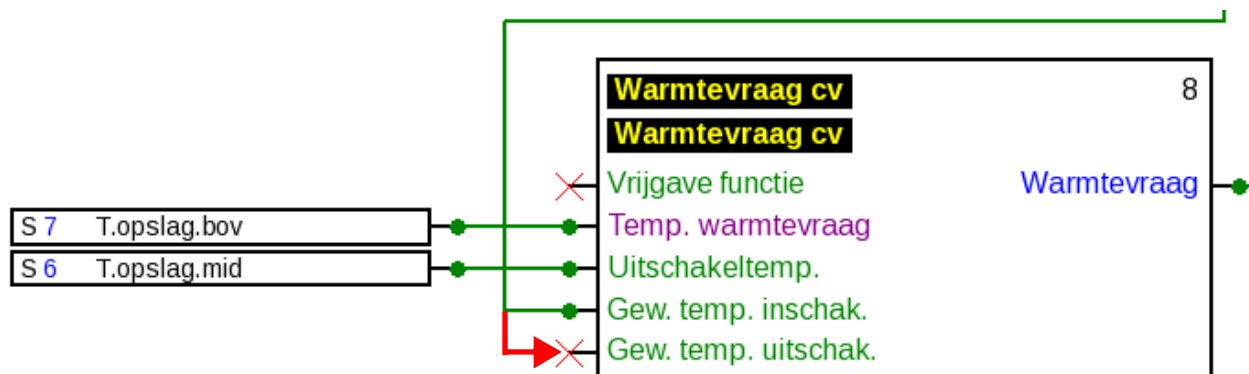 Warmtevraag cv 8
Warmtevraag cv
Vrijgave functie Warmtevraag
S 7 T.opslag.bov Temp. warmtevraag
S 6 T.opslag.mid Uitschakeltemp.
Gew. temp. inschak.
Gew. temp. uitschak.